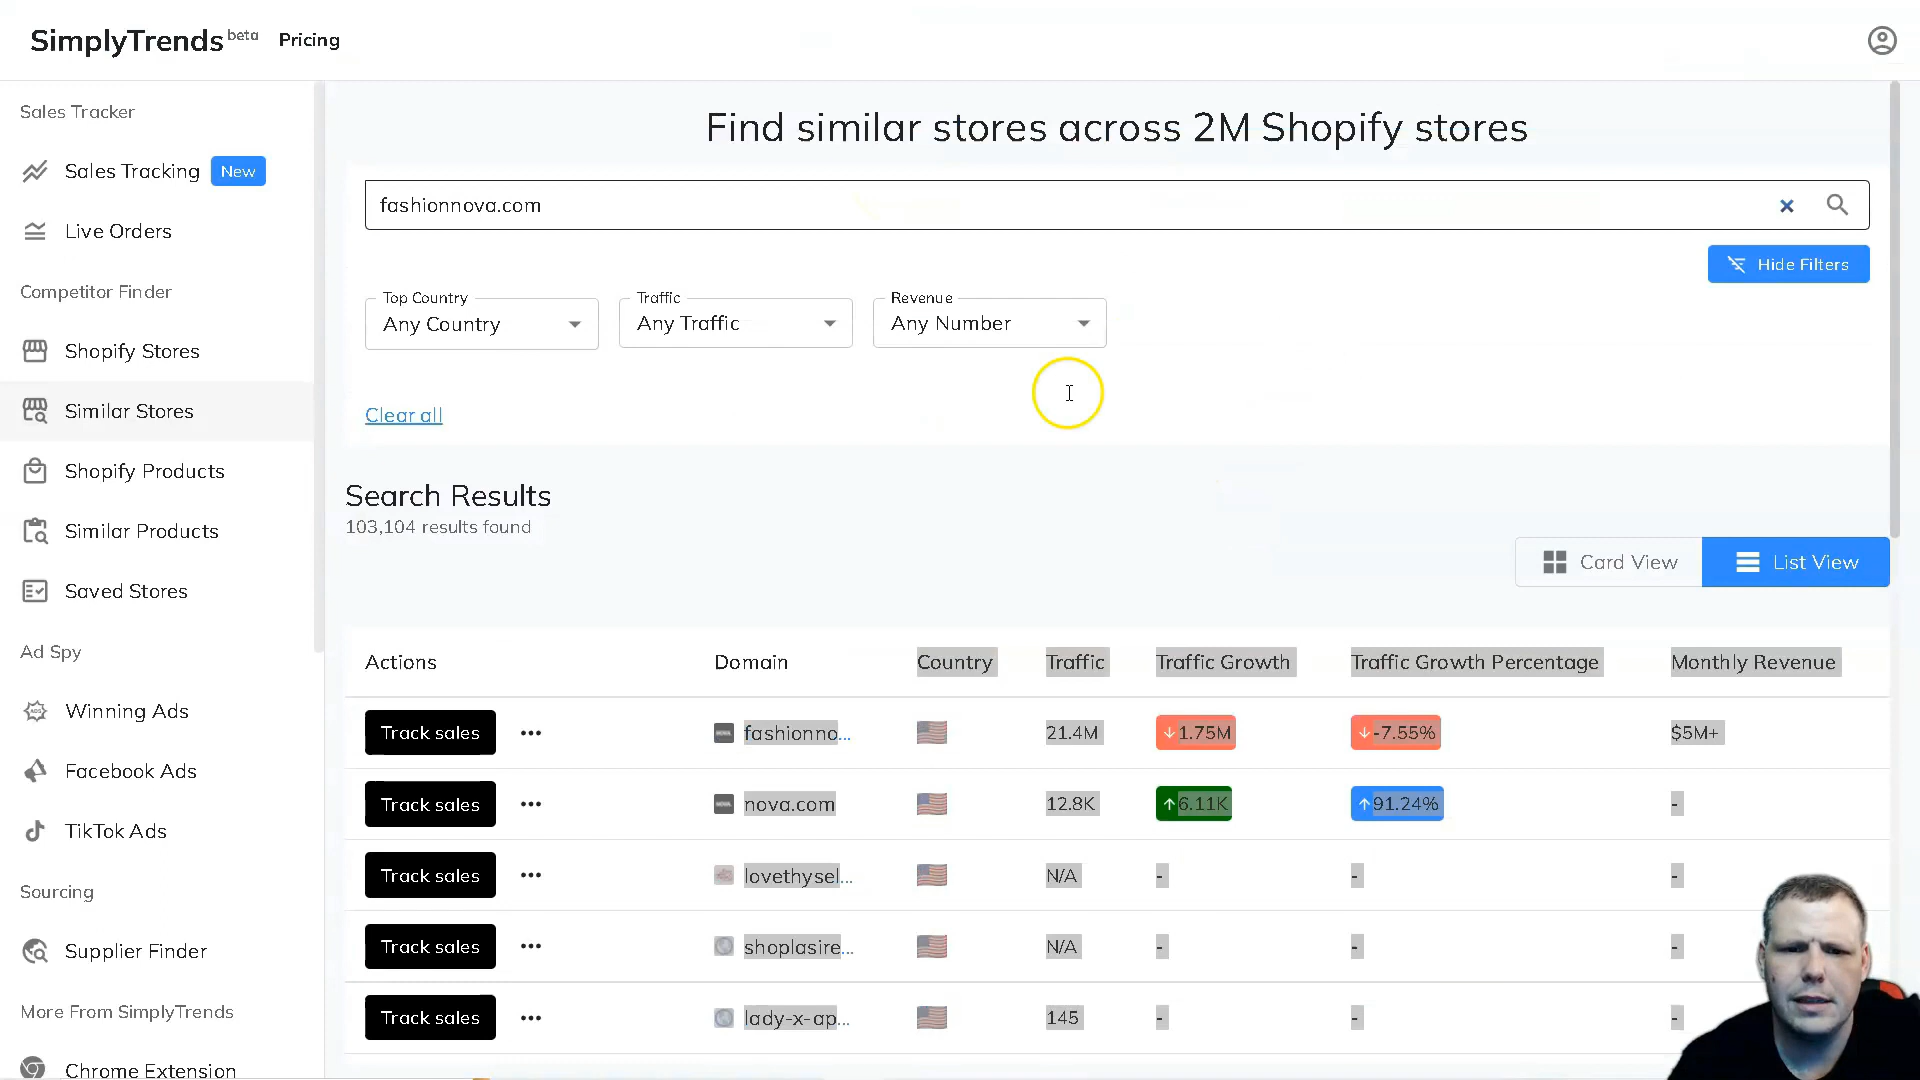 SimplyTrends beta Pricing
Sales Tracker
Sales Tracking New
Live Orders
Competitor Finder
Shopify Stores
Similar Stores
Shopify Products
Similar Products
Saved Stores
Ad Spy
Winning Ads
Facebook Ads
TikTok Ads
Sourcing
Supplier Finder
More From SimplyTrends
Chrome Extension
Find similar stores across 2M Shopify stores
fashionnova.com
Hide Filters
Top Country Traffic Revenue
Any Country Any Traffic Any Number
Clear all
Search Results
103,104 results found
Card View List View
Actions Domain Country Traffic Traffic Growth Traffic Growth Percentage Monthly Revenue
Track sales ••• fashionno... 21.4M ↓1.75M ↓-7.55% $5M+
Track sales ••• nova.com 12.8K ↑6.11K ↑91.24% -
Track sales ••• lovethysel... N/A - - -
Track sales ••• shoplasire... N/A - - -
Track sales ••• lady-x-ap... 145 - - -